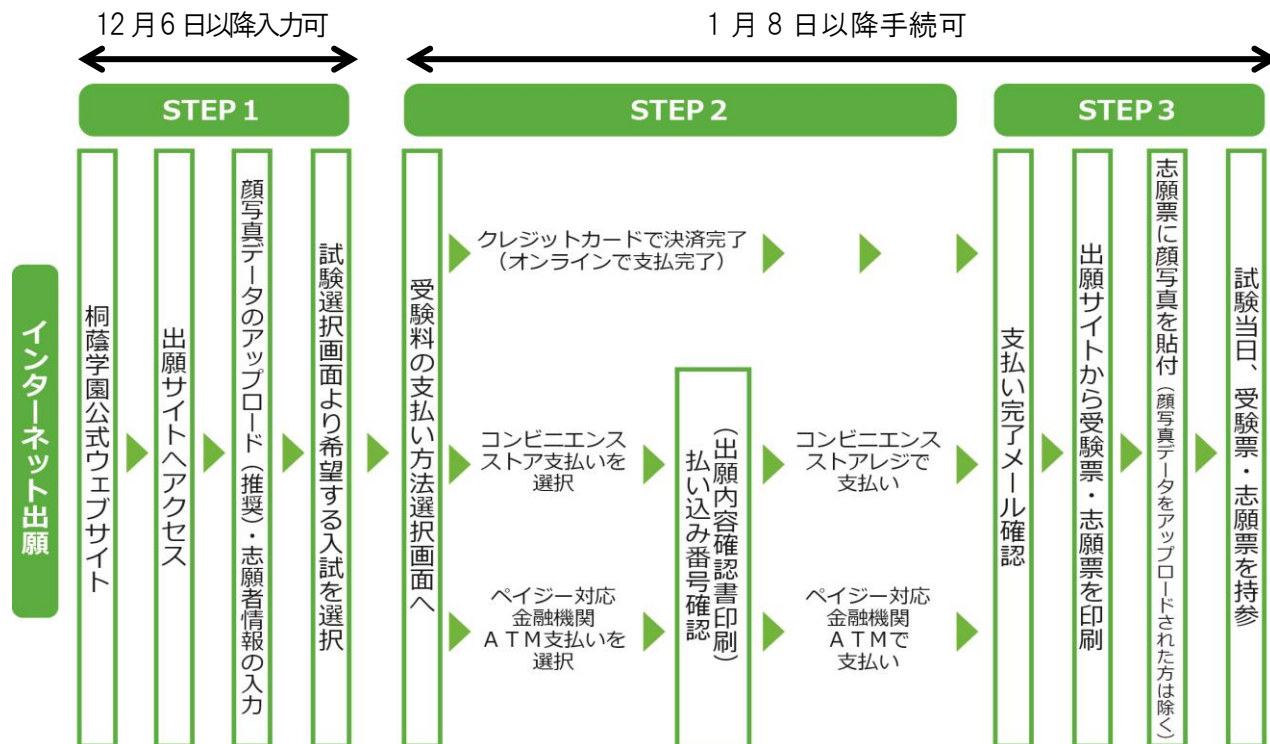 12月6日以降入力可
1月8日以降手続可
STEP 1
STEP 2
STEP 3
インターネット出願
桐蔭学園公式ウェブサイト
出願サイトへアクセス
顔写真データのアップロード（推奨）・志願者情報の入力
試験選択画面より希望する入試を選択
受験料の支払い方法選択画面へ
クレジットカードで決済完了
（オンラインで支払完了）
コンビニエンス
ストア支払いを
選択
ペイジー対応
金融機関
ＡＴＭ支払いを
選択
（出願内容確認書印刷）
払い込み番号確認
コンビニエンス
ストアレジで
支払い
ペイジー対応
金融機関
ＡＴＭで
支払い
支払い完了メール確認
出願サイトから受験票・志願票を印刷
志願票に顔写真を貼付（顔写真データをアップロードされた方は除く）
試験当日、受験票・志願票を持参